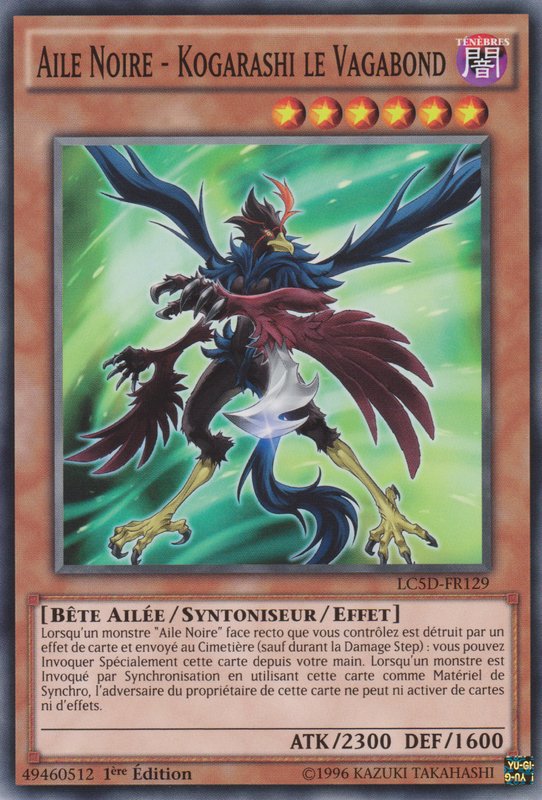 Aile Noire - Kogarashi le Vagabond
TÉNÈBRES
闇
LC5D-FR129
[Bête Ailée/Syntoniseur/Effet]
Lorsqu'un monstre "Aile Noire" face recto que vous contrôlez est détruit par un
effet de carte et envoyé au Cimetière (sauf durant la Damage Step) : vous pouvez
Invoquer Spécialement cette carte depuis votre main. Lorsqu'un monstre est
Invoqué par Synchronisation en utilisant cette carte comme Matériel de
Synchro, l'adversaire du propriétaire de cette carte ne peut ni activer de cartes
ni d'effets.
ATK/2300 DEF/1600
49460512 1ère Édition ©1996 KAZUKI TAKAHASHI
YU-GI-